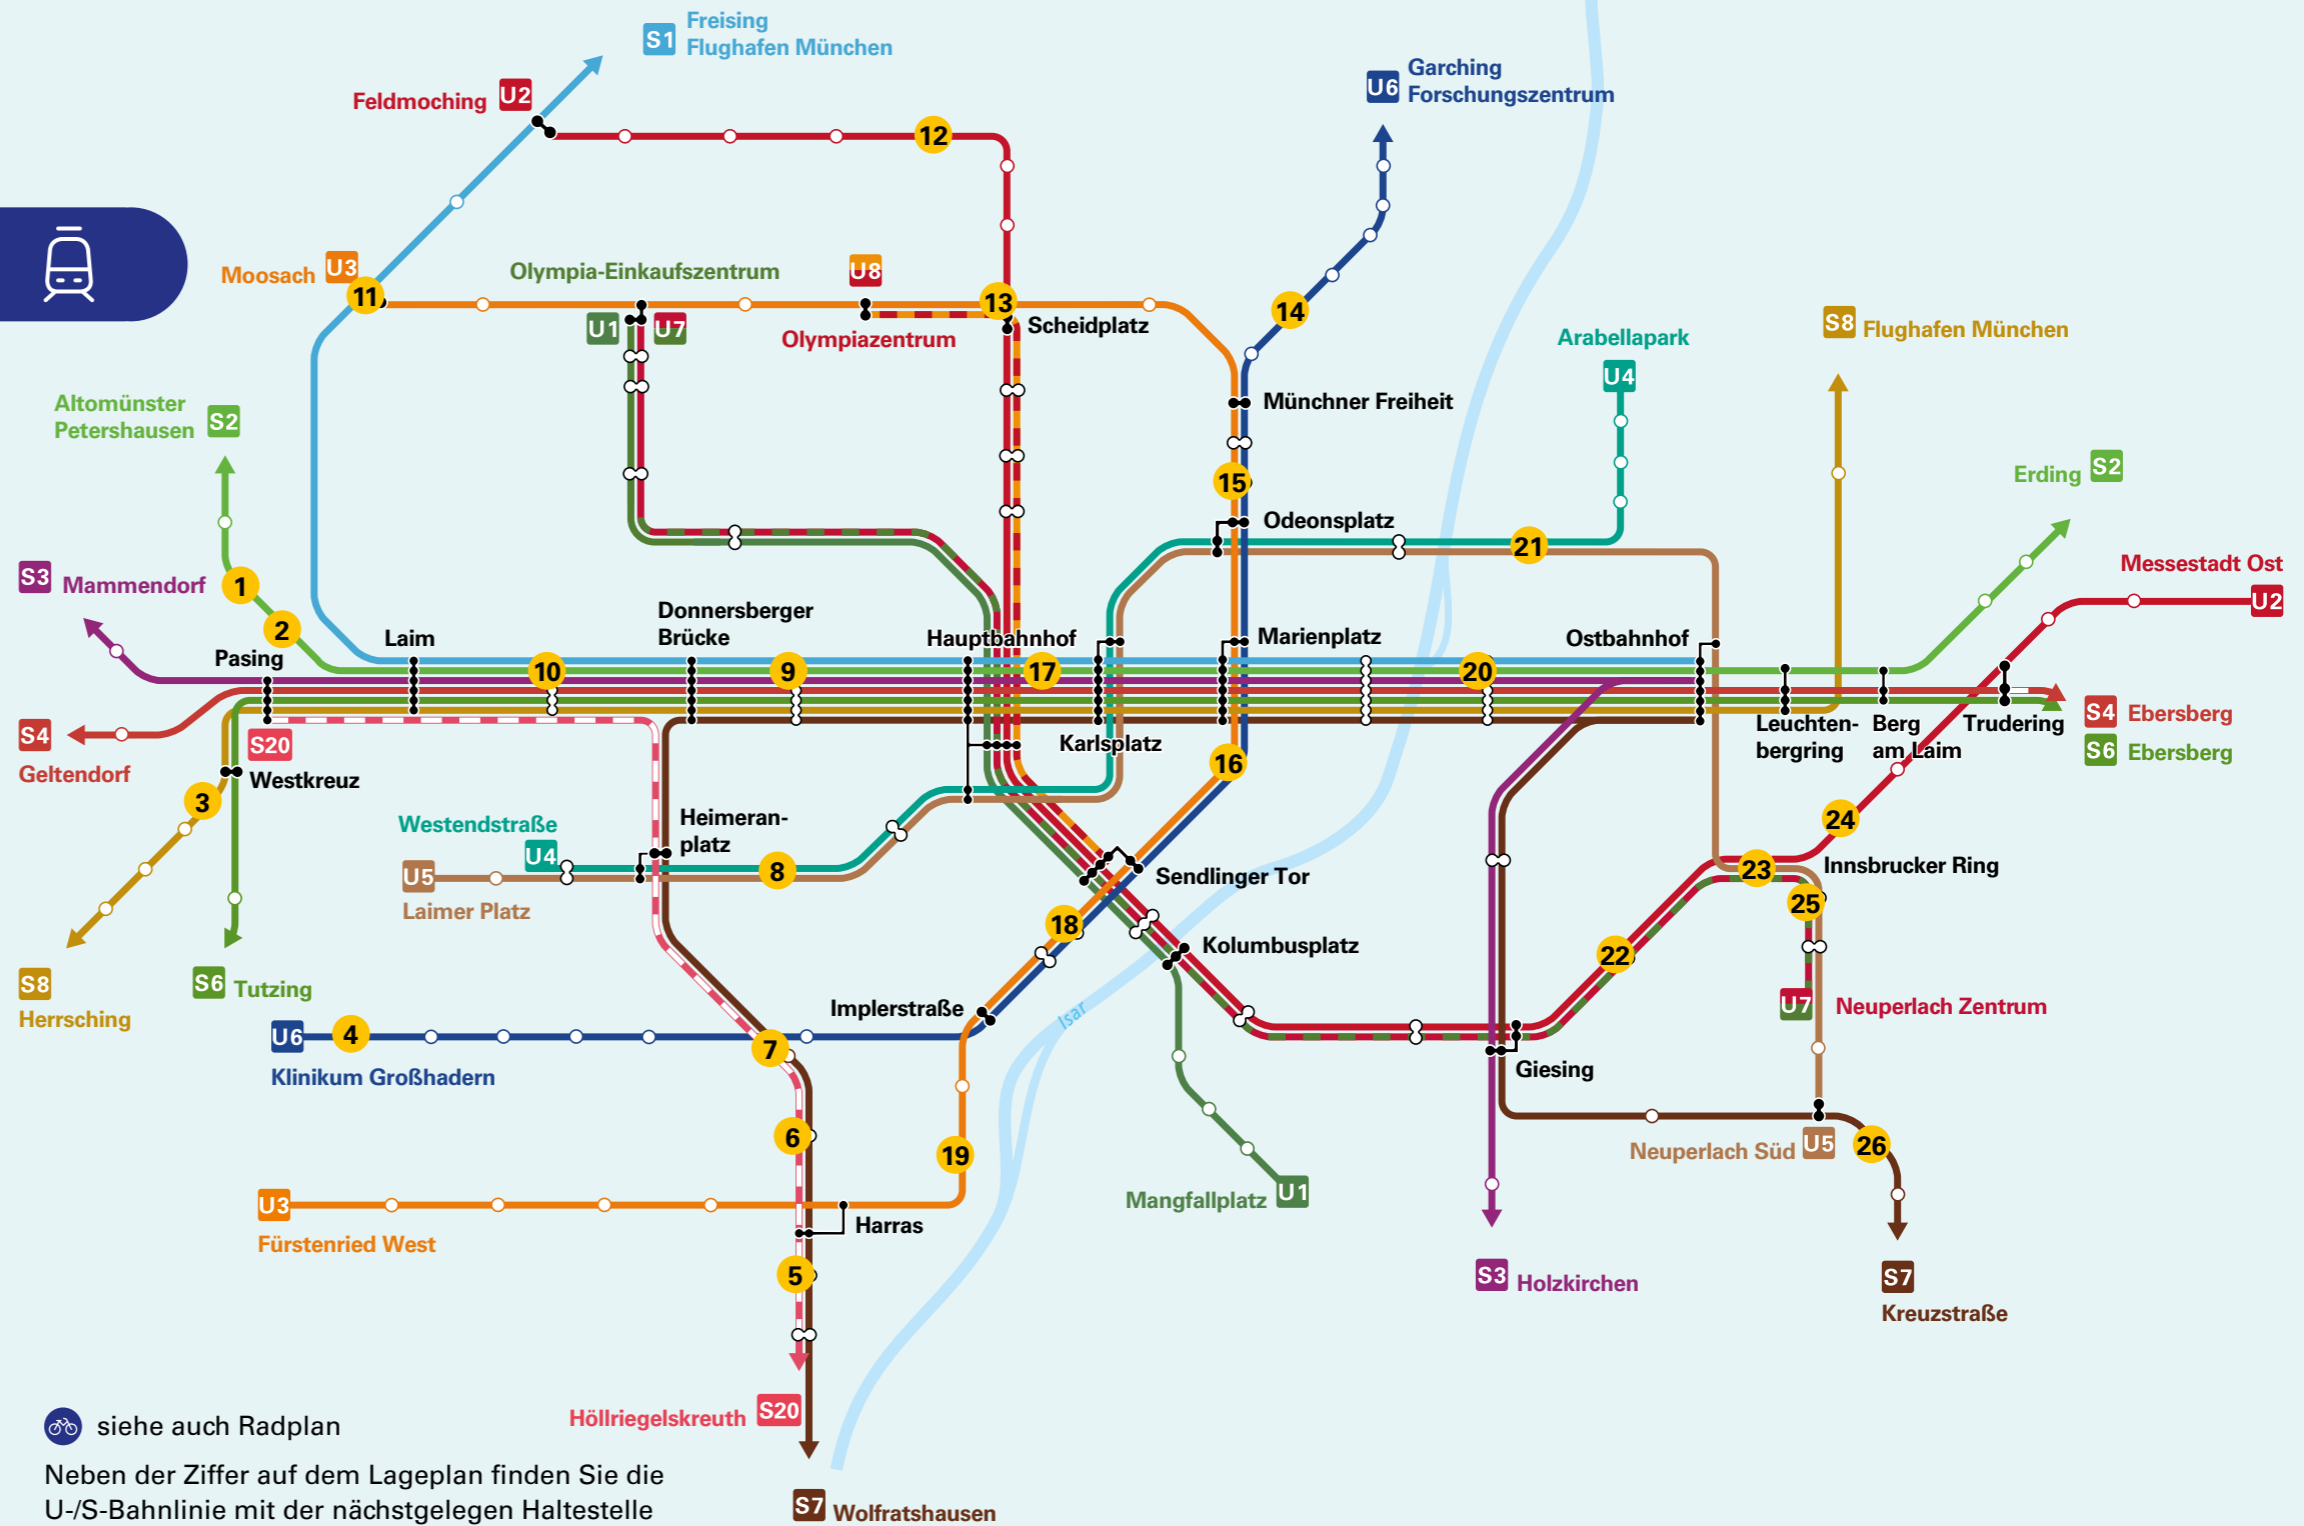 S1 Freising
Flughafen München
Feldmoching U2
U6 Garching
Forschungszentrum
12
Moosach U3
11
Olympia-Einkaufszentrum
U8
13
14
U1 U7
Olympiazentrum
Scheidplatz
S8 Flughafen München
Arabellapark
U4
Altomünster
Petershausen S2
Münchner Freiheit
15
Erding S2
Odeonsplatz
21
Messestadt Ost
U2
S3 Mammendorf
1
2
Pasing
Laim
Donnersberger
Brücke
Hauptbahnhof
Marienplatz
Ostbahnhof
10
9
17
20
S4
Geltendorf
S20
Westkreuz
Karlsplatz
Leuchten-
bergring
Berg
am Laim
Trudering
S4 Ebersberg
S6 Ebersberg
16
3
Westendstraße
U4
Heimeran-
platz
8
U5
Laimer Platz
Sendlinger Tor
24
23
Innsbrucker Ring
25
18
Kolumbusplatz
22
S8
Herrsching
S6 Tutzing
U7 Neuperlach Zentrum
Implerstraße
Isar
U6 4
Klinikum Großhadern
7
Giesing
6
19
Neuperlach Süd U5
26
U3
Fürstenried West
Harras
Mangfallplatz U1
5
S3 Holzkirchen
S7
Kreuzstraße
Höllriegelskreuth S20
siehe auch Radplan
Neben der Ziffer auf dem Lageplan finden Sie die
U-/S-Bahnlinie mit der nächstgelegen Haltestelle
S7 Wolfratshausen